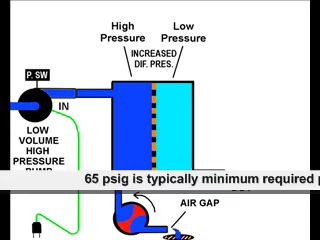 High
Pressure
Low
Pressure
INCREASED
DIF. PRES.
P. SW
IN
LOW
VOLUME
HIGH
PRESSURE
65 psig is typically minimum required
AIR GAP